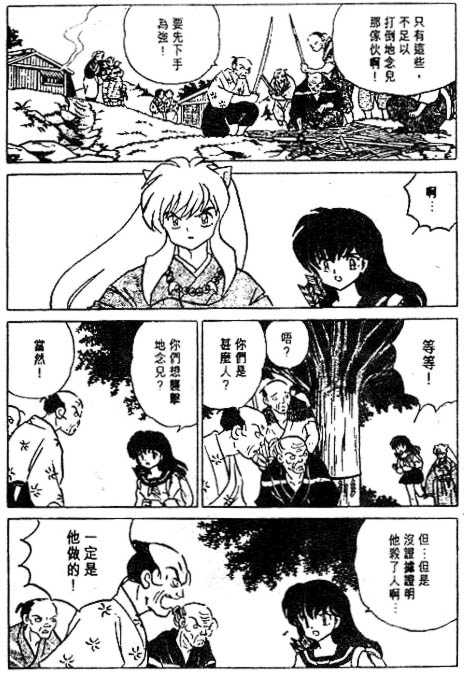 只有這些，
不足以
打倒地念兒
那傢伙啊！
要先下手
為強！
啊…
等等！
唔？
你們是
甚麼人？
你們想襲擊
地念兒？
當然！
但…但是
沒證據證明
他殺了人啊…
一定是
他做的！